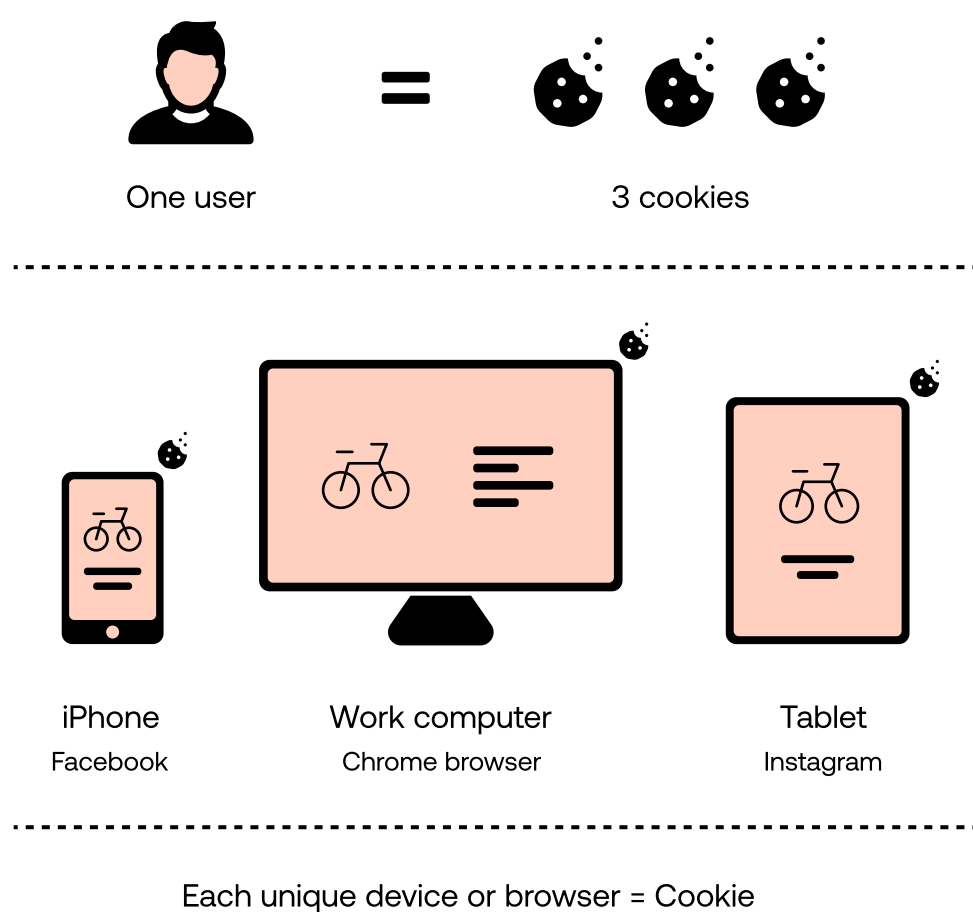 One user
=
3 cookies
iPhone
Facebook
Work computer
Chrome browser
Tablet
Instagram
Each unique device or browser = Cookie